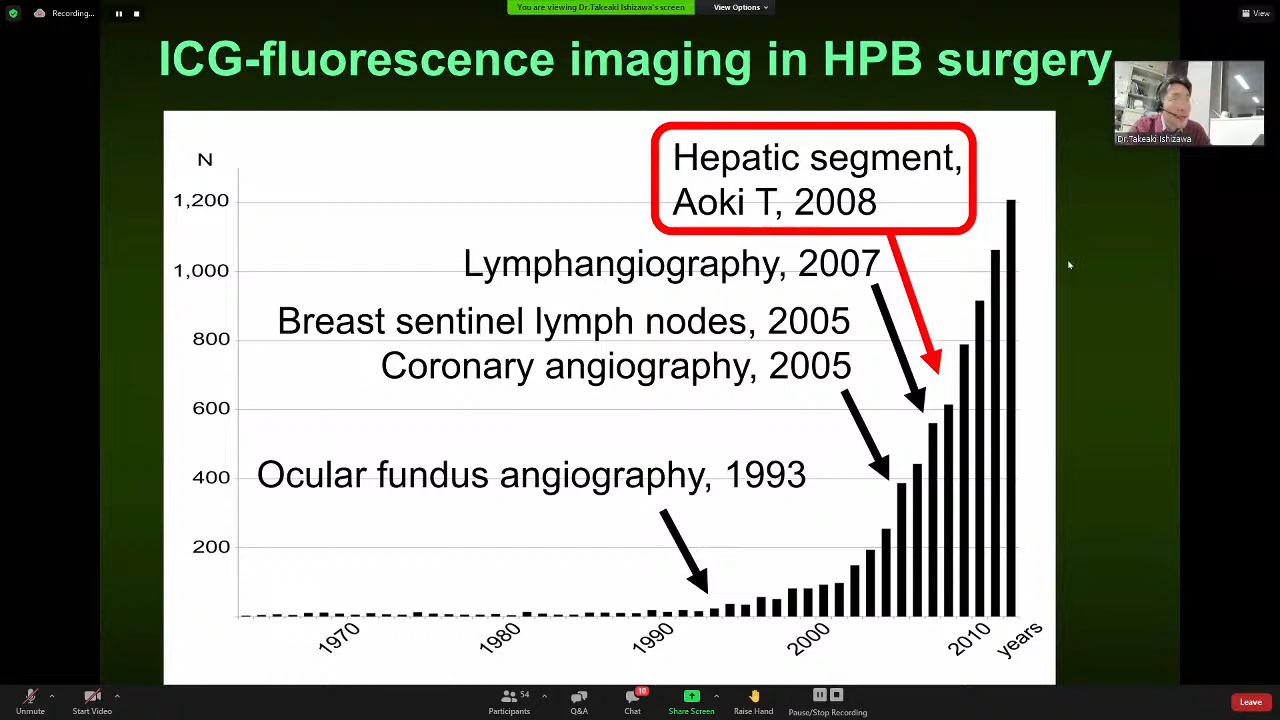 Recording...
You are viewing Dr.Takeaki Ishizawa's screen
View Options
View
ICG-fluorescence imaging in HPB surgery
Dr.Takeaki Ishizawa
N
1,200
1,000
800
600
400
200
Hepatic segment,
Aoki T, 2008
Lymphangiography, 2007
Breast sentinel lymph nodes, 2005
Coronary angiography, 2005
Ocular fundus angiography, 1993
1970
1980
1990
2000
2010
years
Unmute
Start Video
54
Participants
Q&A
10
Chat
Share Screen
Raise Hand
Pause/Stop Recording
Leave